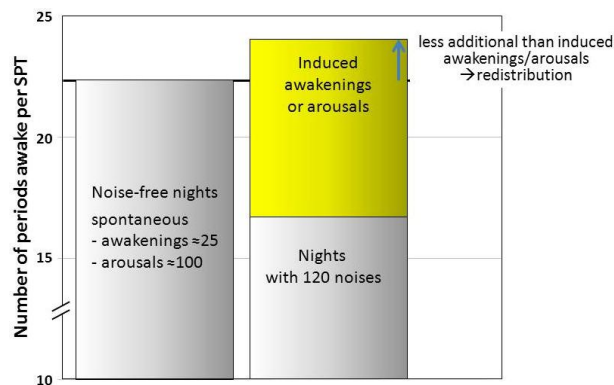 25
20
15
10
Number of periods awake per SPT
Noise-free nights
spontaneous
- awakenings ≈25
- arousals ≈100
Induced
awakenings
or arousals
Nights
with 120 noises
less additional than induced
awakenings/arousals
→redistribution